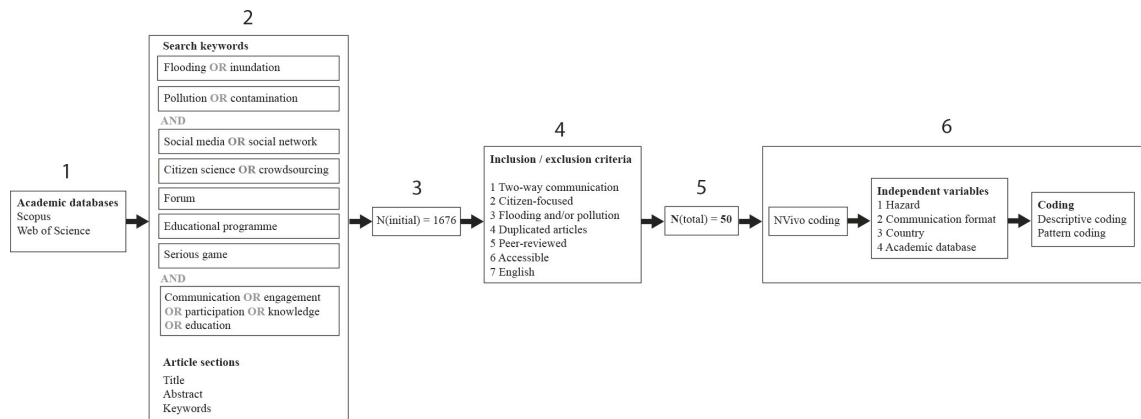 1
Academic databases
Scopus
Web of Science
2
Search keywords
Flooding OR inundation
Pollution OR contamination
AND
Social media OR social network
Citizen science OR crowdsourcing
Forum
Educational programme
Serious game
AND
Communication OR engagement
OR participation OR knowledge
OR education
Article sections
Title
Abstract
Keywords
3
N(initial) = 1676
4
Inclusion / exclusion criteria
1 Two-way communication
2 Citizen-focused
3 Flooding and/or pollution
4 Duplicated articles
5 Peer-reviewed
6 Accessible
7 English
5
N(total) = 50
6
NVivo coding
Independent variables
1 Hazard
2 Communication format
3 Country
4 Academic database
Coding
Descriptive coding
Pattern coding